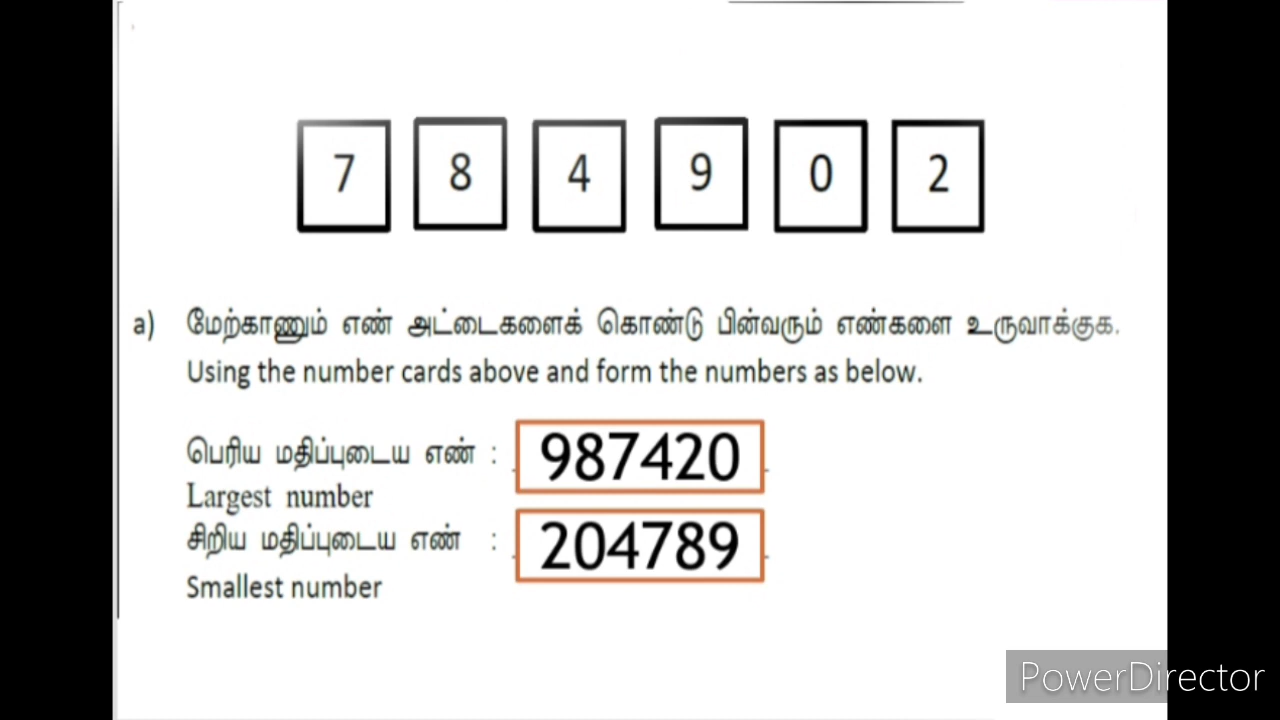 7 8 4 9 0 2
a) மேற்காணும் எண் அட்டைகளைக் கொண்டு பின்வரும் எண்களை உருவாக்குக.
Using the number cards above and form the numbers as below.
பெரிய மதிப்புடைய எண் : 987420
Largest number
சிறிய மதிப்புடைய எண் : 204789
Smallest number
PowerDirector